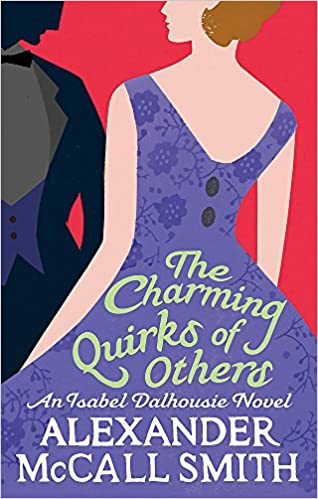 The
Charming
Quirks of
Others
An Isabel Dalhousie Novel
ALEXANDER
McCALL SMITH